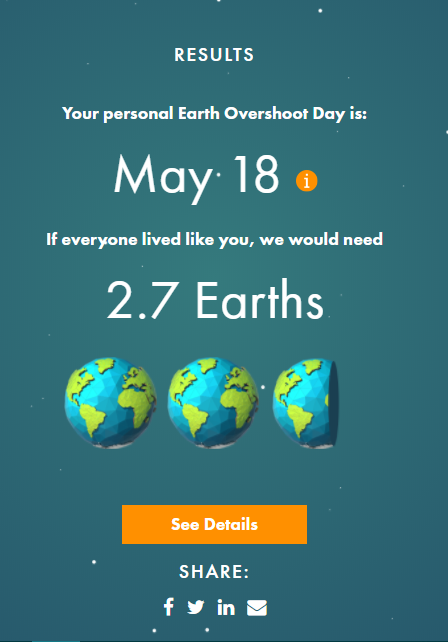 RESULTS
Your personal Earth Overshoot Day is:
May 18 i
If everyone lived like you, we would need
2.7 Earths
See Details
SHARE: